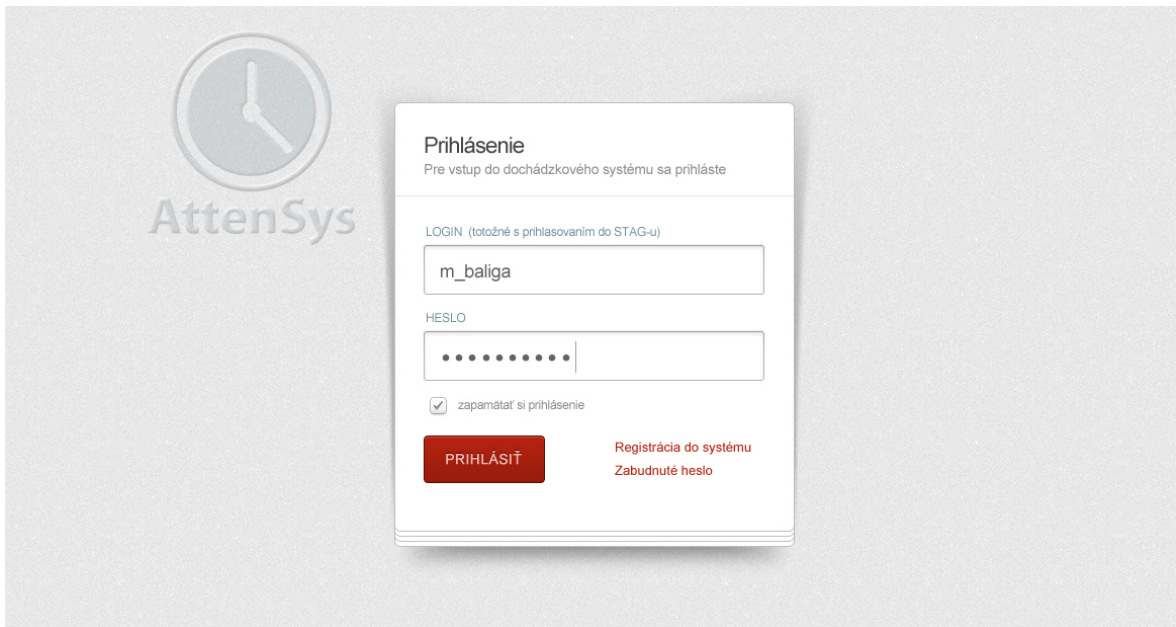 AttenSys
Prihlásenie
Pre vstup do dochádzkového systému sa prihláste
LOGIN (totožné s prihlasovaním do STAG-u)
m_baliga
HESLO
zapamätať si prihlásenie
PRIHLÁSIŤ
Registrácia do systému
Zabudnuté heslo